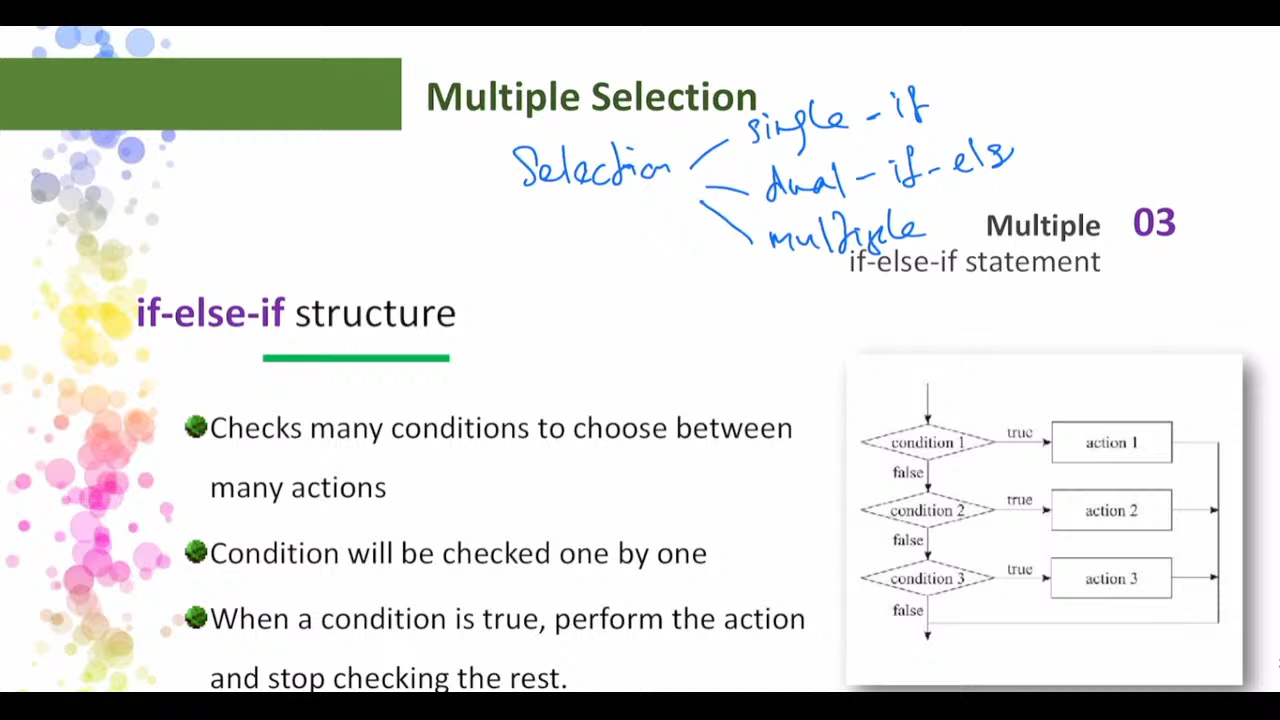 Multiple Selection
Selection
single - if
dual - if - els
multiple
Multiple 03
if-else-if statement
if-else-if structure
Checks many conditions to choose between
many actions
Condition will be checked one by one
When a condition is true, perform the action
and stop checking the rest.
condition 1 true action 1
false
condition 2 true action 2
false
condition 3 true action 3
false